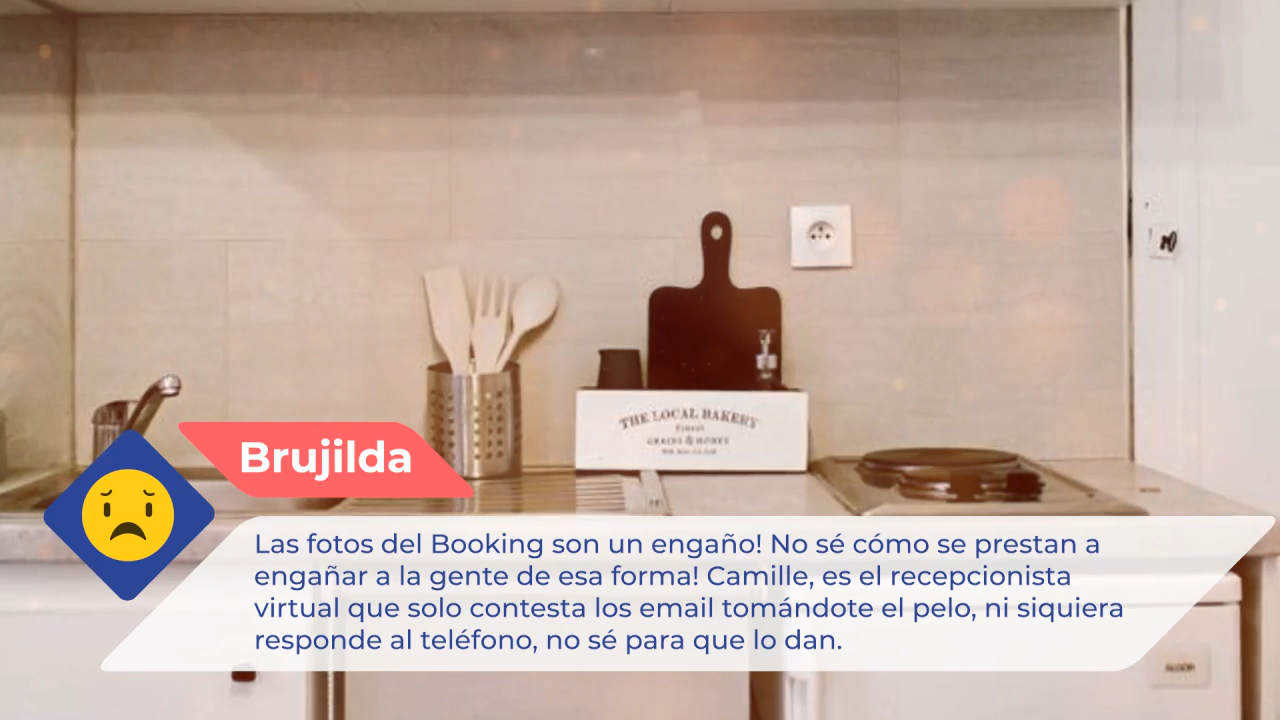 THE LOCAL BAKERY
Finest
GRAINS & HONEY
Brujilda
Las fotos del Booking son un engaño! No sé cómo se prestan a
engañar a la gente de esa forma! Camille, es el recepcionista
virtual que solo contesta los email tomándote el pelo, ni siquiera
responde al teléfono, no sé para que lo dan.